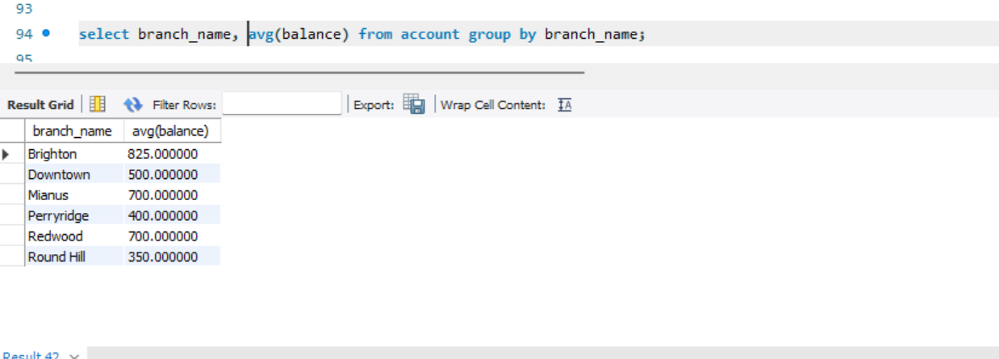 93
94 select branch_name, avg(balance) from account group by branch_name;
95
Result Grid Filter Rows: Export: Wrap Cell Content: IA
branch_name avg(balance)
Brighton 825.000000
Downtown 500.000000
Mianus 700.000000
Perryridge 400.000000
Redwood 700.000000
Round Hill 350.000000
Result 42